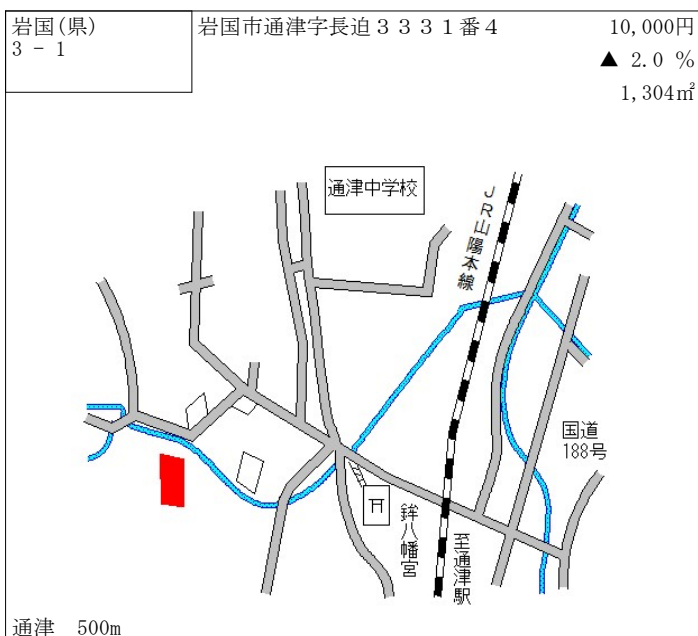 岩国(県)
3 - 1
岩国市通津字長迫３３３１番４
10,000円
▲ 2.0 %
1,304㎡
通津中学校
ＪＲ山陽本線
国道
188号
鉾八幡宮
至通津駅
通津　500m